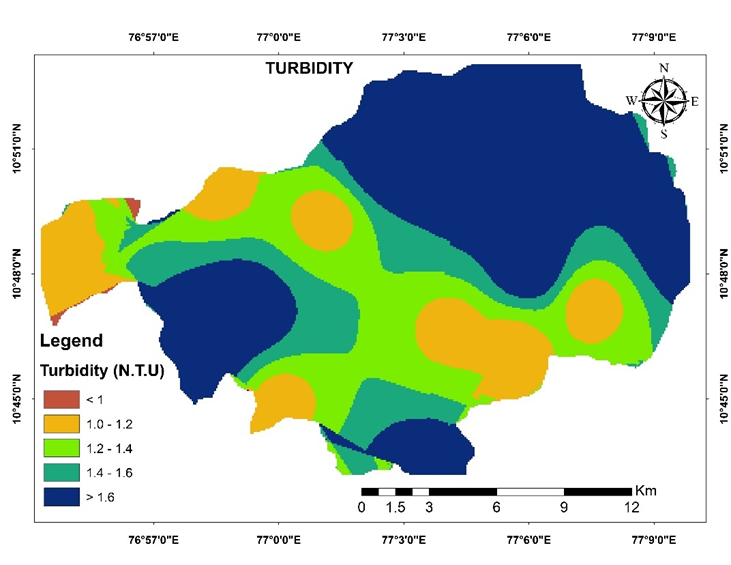 76°57'0"E 77°0'0"E 77°3'0"E 77°6'0"E 77°9'0"E
TURBIDITY
N
W E
S
10°51'0"N 10°51'0"N
10°48'0"N 10°48'0"N
10°45'0"N 10°45'0"N
Legend
Turbidity (N.T.U)
< 1
1.0 - 1.2
1.2 - 1.4
1.4 - 1.6
> 1.6
Km
0 1.5 3 6 9 12
76°57'0"E 77°0'0"E 77°3'0"E 77°6'0"E 77°9'0"E